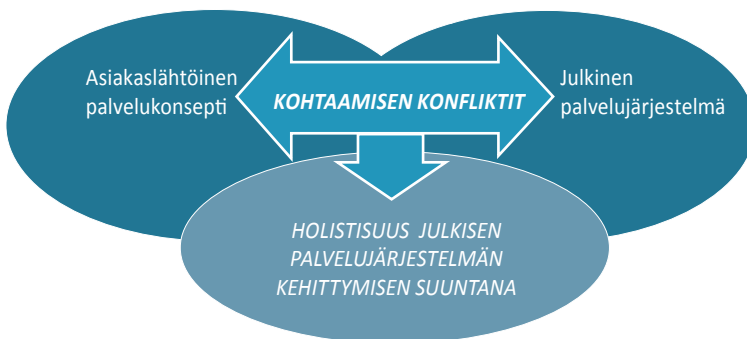 Asiakaslähtöinen
palvelukonsepti
KOHTAAMISEN KONFLIKTIT
Julkinen
palvelujärjestelmä
HOLISTISUUS JULKISEN
PALVELUJÄRJESTELMÄN
KEHITTYMISEN SUUNTANA